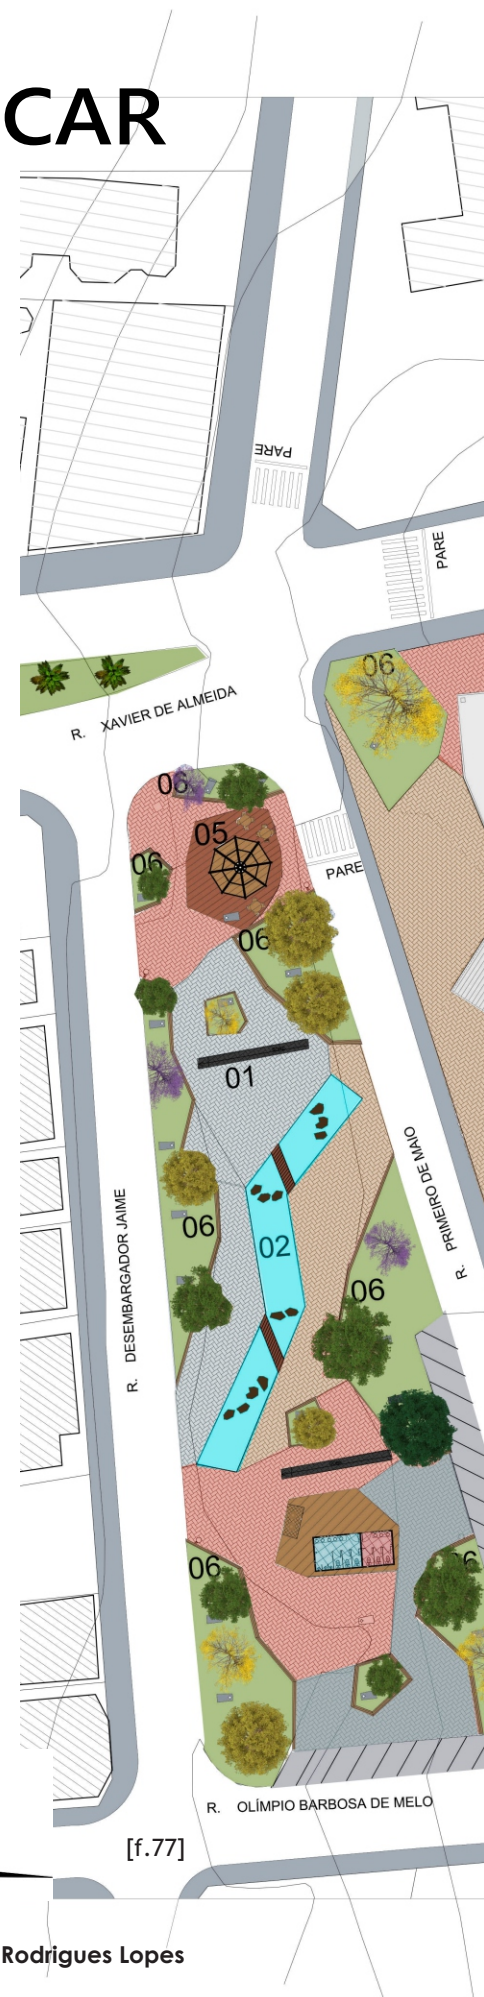 CAR
PARE
PARE
06
R. XAVIER DE ALMEIDA
06
05
06
PARE
06
01
R. PRIMEIRO DE MAIO
06
02
R. DESEMBARGADOR JAIME
06
06
06
R. OLÍMPIO BARBOSA DE MELO
[f.77]
Rodrigues Lopes